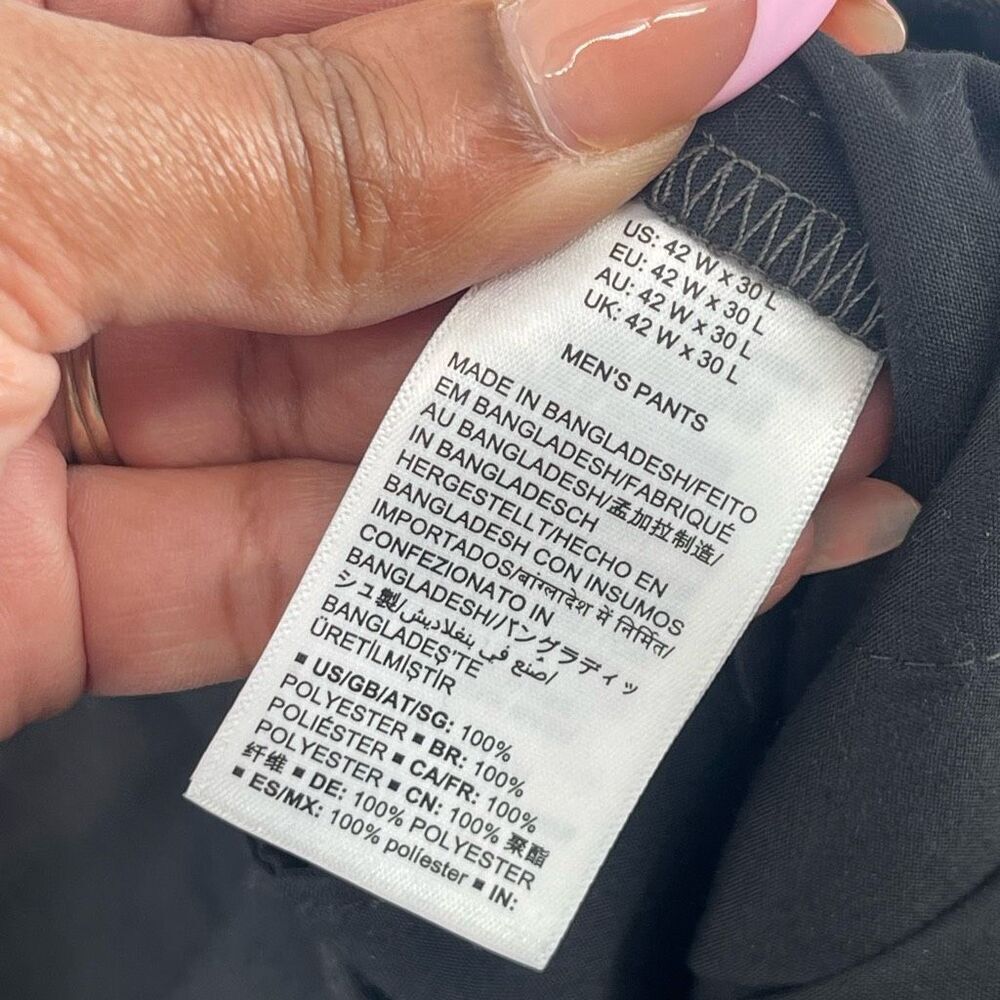 US: 42 W x 30 L
EU: 42 W x 30 L
AU: 42 W x 30 L
UK: 42 W x 30 L
MEN'S PANTS
MADE IN BANGLADESH/FEITO
EM BANGLADESH/FABRIQUÉ
AU BANGLADESH/孟加拉制造/
IN BANGLADESCH
HERGESTELLT/HECHO EN
BANGLADESH CON INSUMOS
IMPORTADOS/बांग्लादेश में निर्मित/
CONFEZIONATO IN
BANGLADESH/バングラディッ
シュ製/صنع في بنغلاديش/
BANGLADEŞ'TE
ÜRETİLMİŞTİR
▪ US/GB/AT/SG: 100%
POLYESTER ▪ BR: 100%
POLIÉSTER ▪ CA/FR: 100%
POLYESTER ▪ CN: 100% 聚酯
纤维 ▪ DE: 100% POLYESTER
▪ ES/MX: 100% políester ▪ IN: